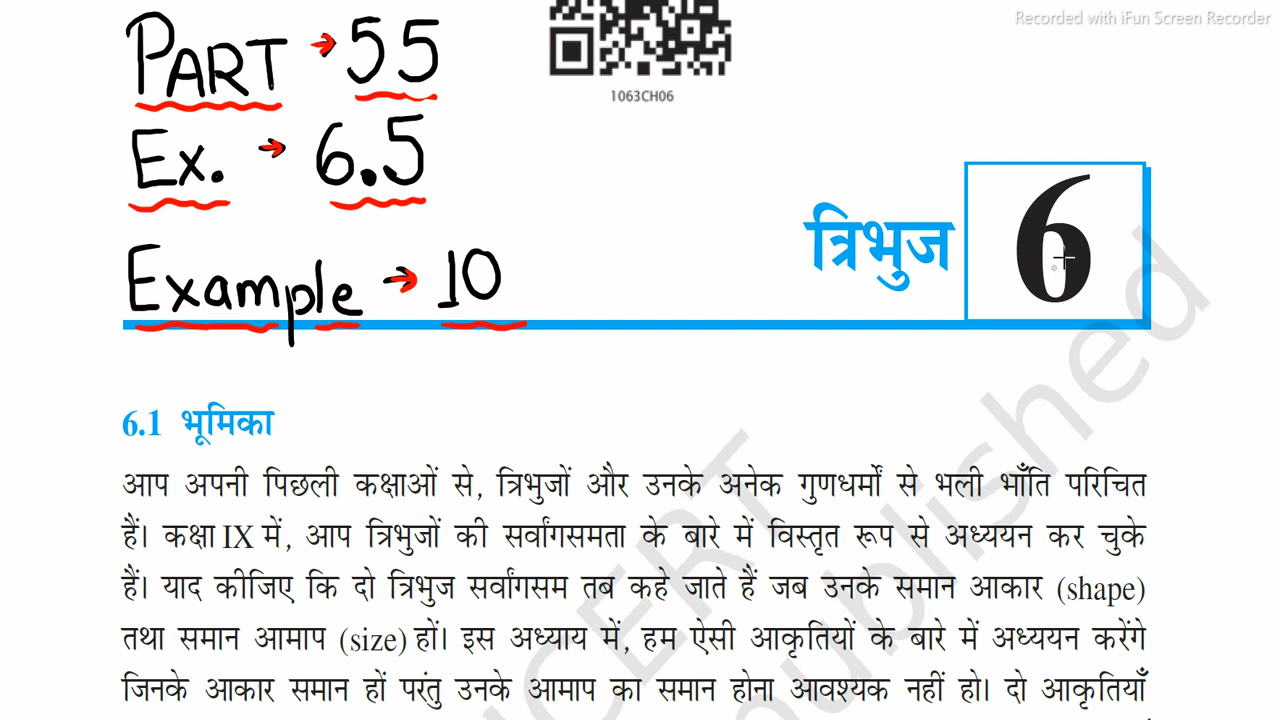 Recorded with iFun Screen Recorder
PART → 55
1063CH06
Ex. → 6.5
त्रिभुज 6
Example → 10
6.1 भूमिका
आप अपनी पिछली कक्षाओं से, त्रिभुजों और उनके अनेक गुणधर्मों से भली भाँति परिचित
हैं। कक्षा IX में, आप त्रिभुजों की सर्वांगसमता के बारे में विस्तृत रूप से अध्ययन कर चुके
हैं। याद कीजिए कि दो त्रिभुज सर्वांगसम तब कहे जाते हैं जब उनके समान आकार (shape)
तथा समान आमाप (size) हों। इस अध्याय में, हम ऐसी आकृतियों के बारे में अध्ययन करेंगे
जिनके आकार समान हों परंतु उनके आमाप का समान होना आवश्यक नहीं हो। दो आकृतियाँ
NCERT
published